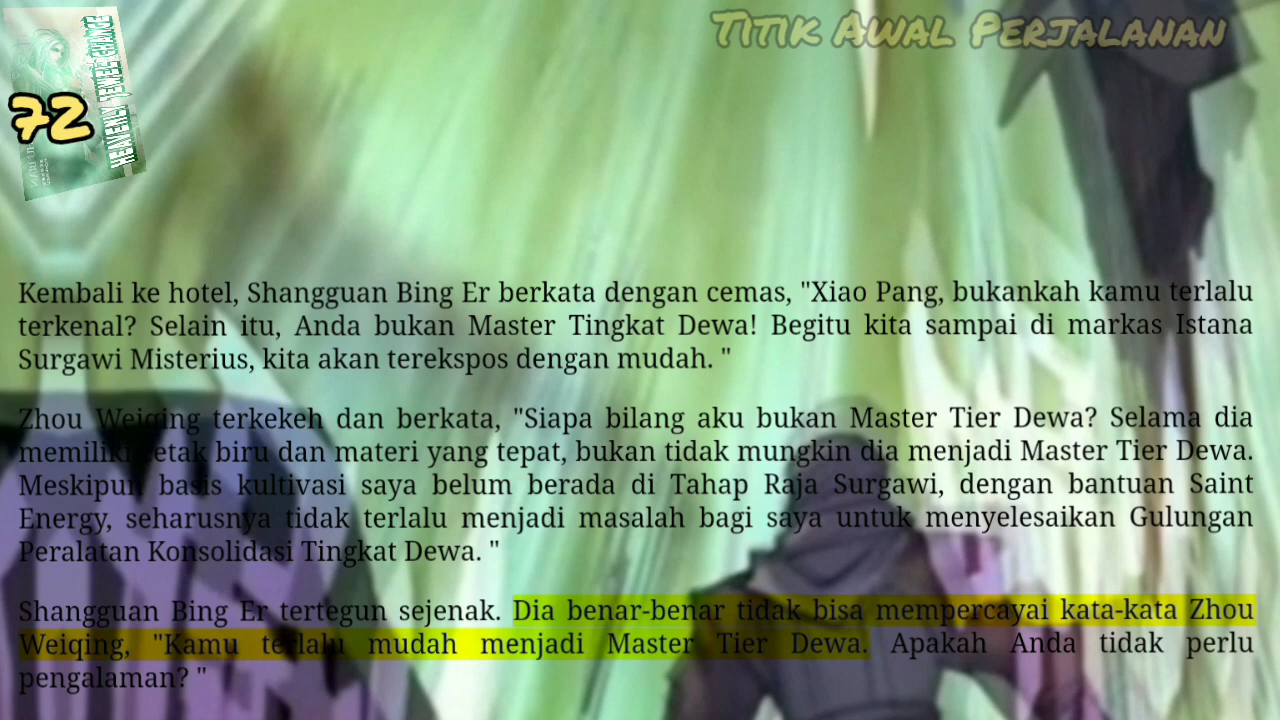 Titik Awal Perjalanan
72
HEAVENLY JEWEL CHANGE
Kembali ke hotel, Shangguan Bing Er berkata dengan cemas, "Xiao Pang, bukankah kamu terlalu
terkenal? Selain itu, Anda bukan Master Tingkat Dewa! Begitu kita sampai di markas Istana
Surgawi Misterius, kita akan terekspos dengan mudah. "
Zhou Weiqing terkekeh dan berkata, "Siapa bilang aku bukan Master Tier Dewa? Selama dia
memiliki cetak biru dan materi yang tepat, bukan tidak mungkin dia menjadi Master Tier Dewa.
Meskipun basis kultivasi saya belum berada di Tahap Raja Surgawi, dengan bantuan Saint
Energy, seharusnya tidak terlalu menjadi masalah bagi saya untuk menyelesaikan Gulungan
Peralatan Konsolidasi Tingkat Dewa. "
Shangguan Bing Er tertegun sejenak. Dia benar-benar tidak bisa mempercayai kata-kata Zhou
Weiqing, "Kamu terlalu mudah menjadi Master Tier Dewa. Apakah Anda tidak perlu
pengalaman? "